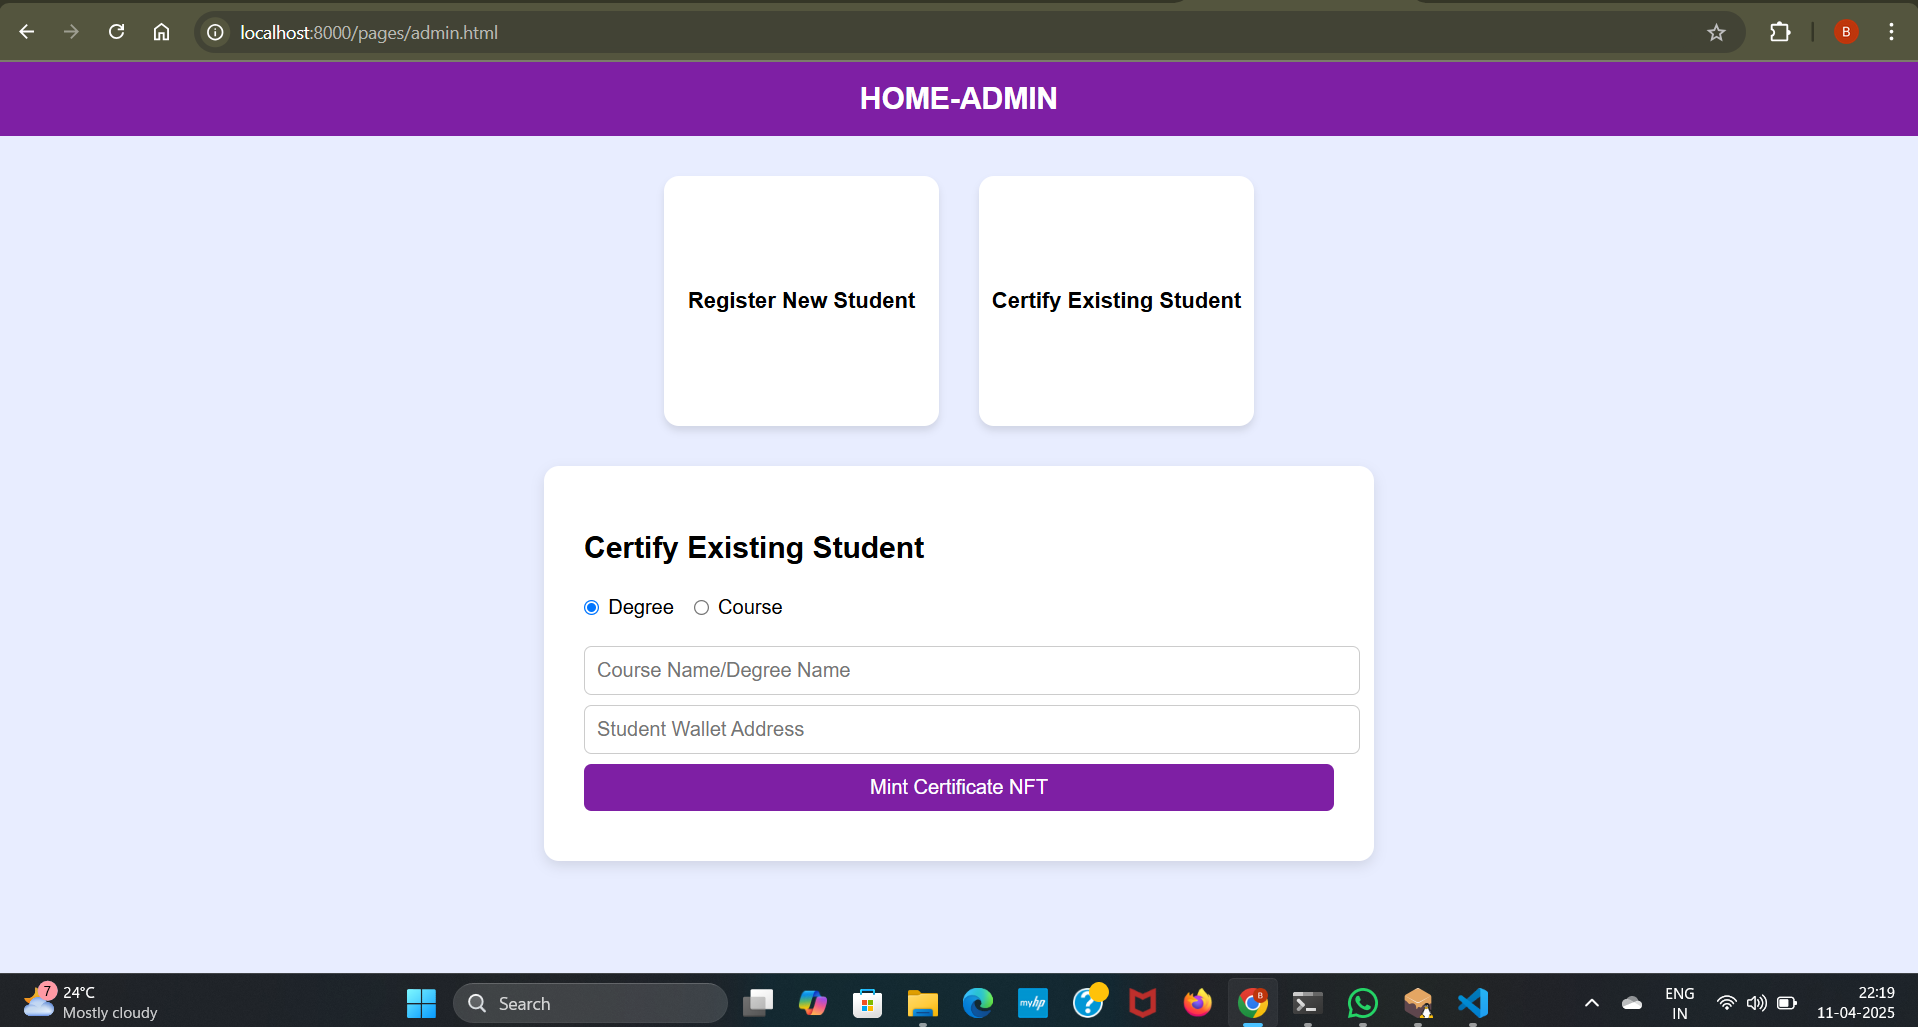 localhost:8000/pages/admin.html
B
HOME-ADMIN
Register New Student
Certify Existing Student
Certify Existing Student
Degree
Course
Course Name/Degree Name
Student Wallet Address
Mint Certificate NFT
7
24°C
Mostly cloudy
Search
myhp
B
ENG
IN
22:19
11-04-2025